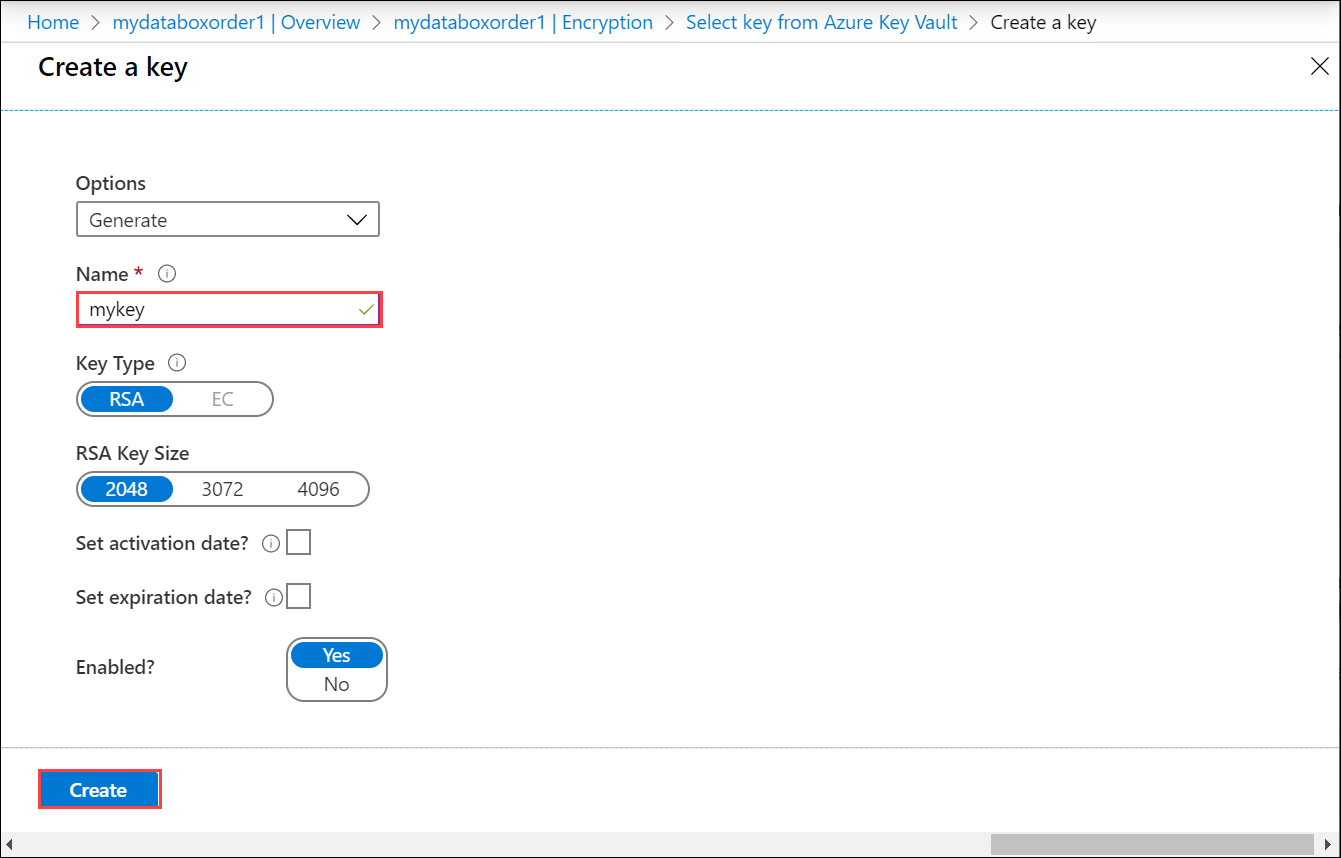 Home > mydataboxorder1 | Overview > mydataboxorder1 | Encryption > Select key from Azure Key Vault > Create a key
Create a key
Options
Generate
Name *
mykey
Key Type
RSA EC
RSA Key Size
2048 3072 4096
Set activation date?
Set expiration date?
Enabled?
Yes
No
Create